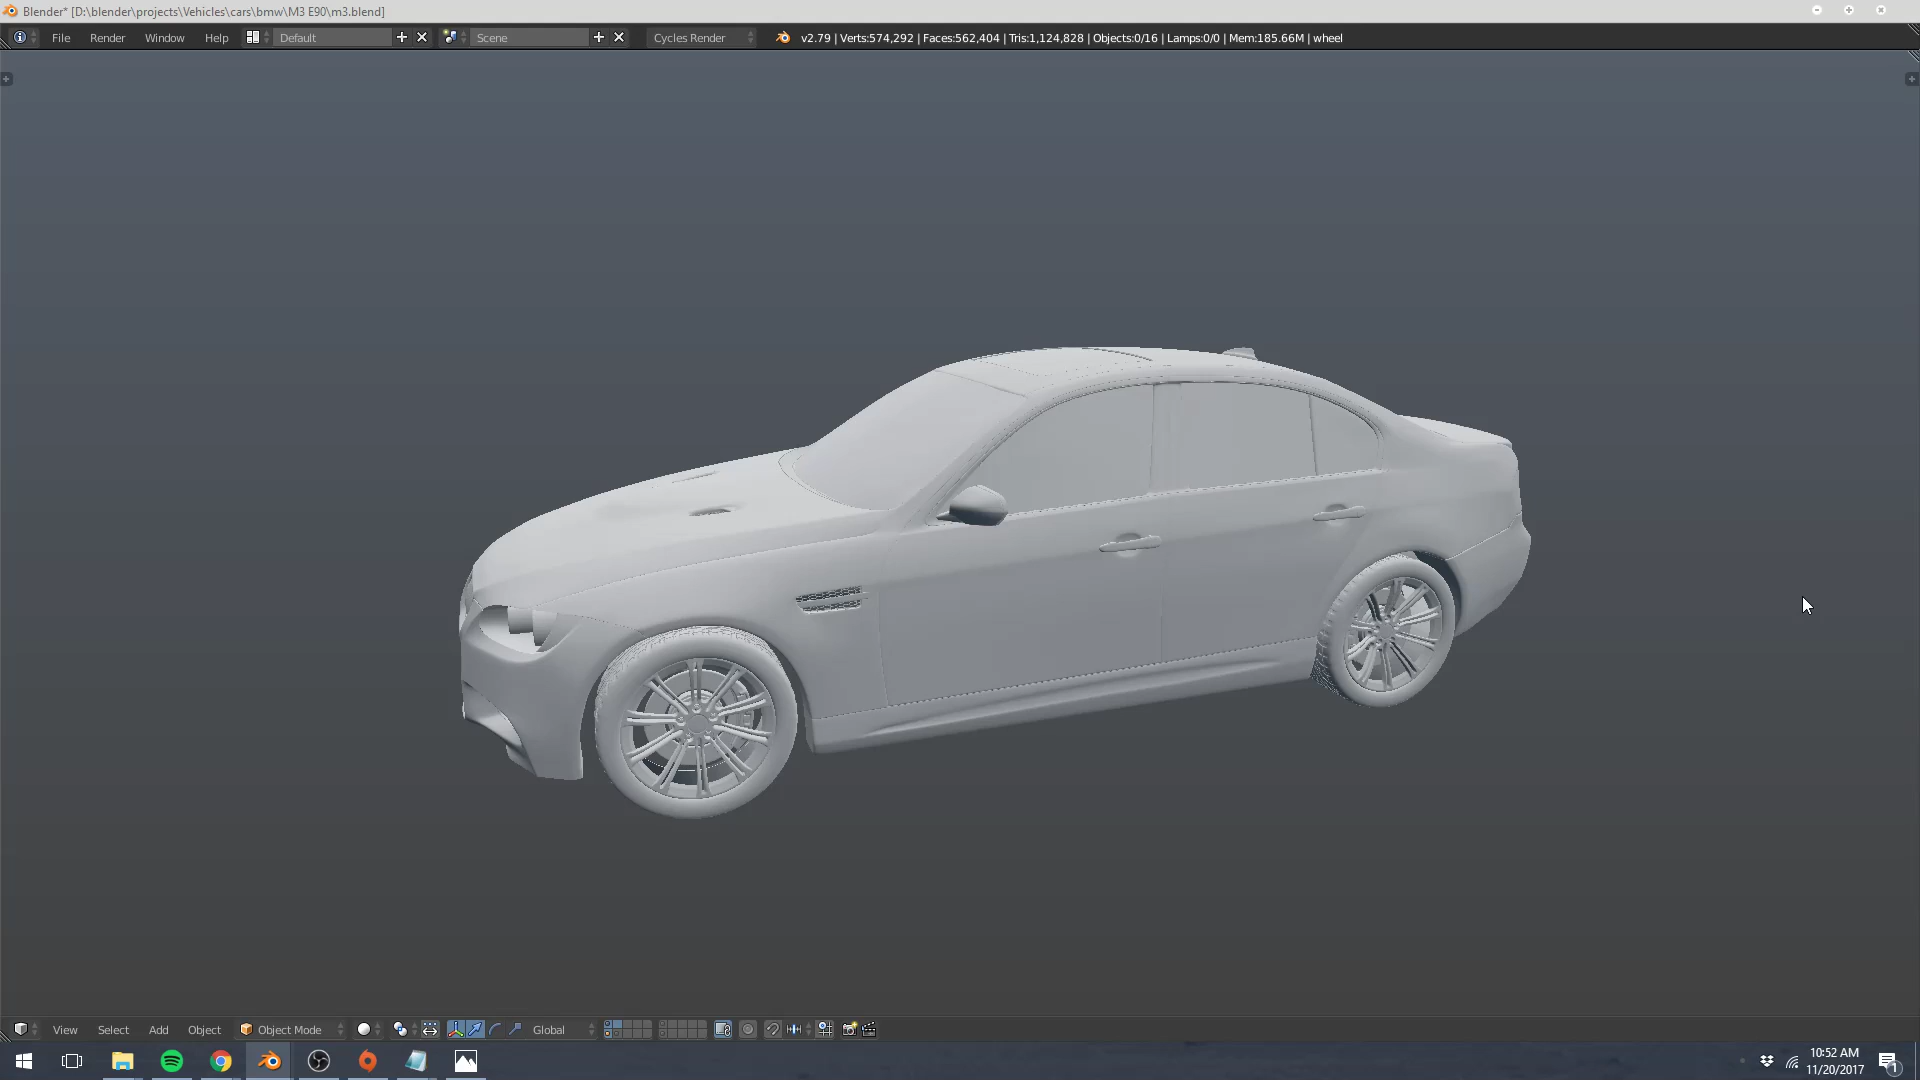 Blender* [D:\blender\projects\Vehicles\cars\bmw\M3 E90\m3.blend]
File Render Window Help Default Scene Cycles Render v2.79 | Verts:574,292 | Faces:562,404 | Tris:1,124,828 | Objects:0/16 | Lamps:0/0 | Mem:185.66M | wheel
View Select Add Object Object Mode Global
10:52 AM
11/20/2017
1